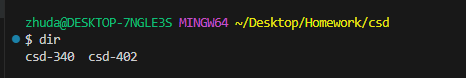 zhuda@DESKTOP-7NGLE3S MINGW64 ~/Desktop/Homework/csd
$ dir
csd-340  csd-402